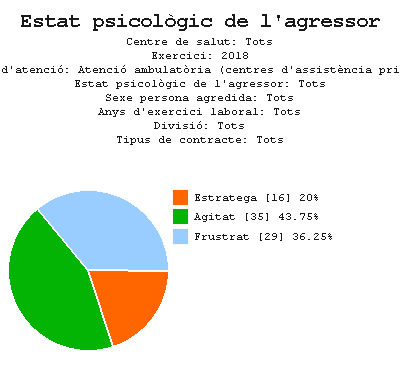 Estat psicològic de l'agressor
Centre de salut: Tots
Exercici: 2018
d'atenció: Atenció ambulatòria (centres d'assistència pri
Estat psicològic de l'agressor: Tots
Sexe persona agredida: Tots
Anys d'exercici laboral: Tots
Divisió: Tots
Tipus de contracte: Tots
Estratega [16] 20%
Agitat [35] 43.75%
Frustrat [29] 36.25%